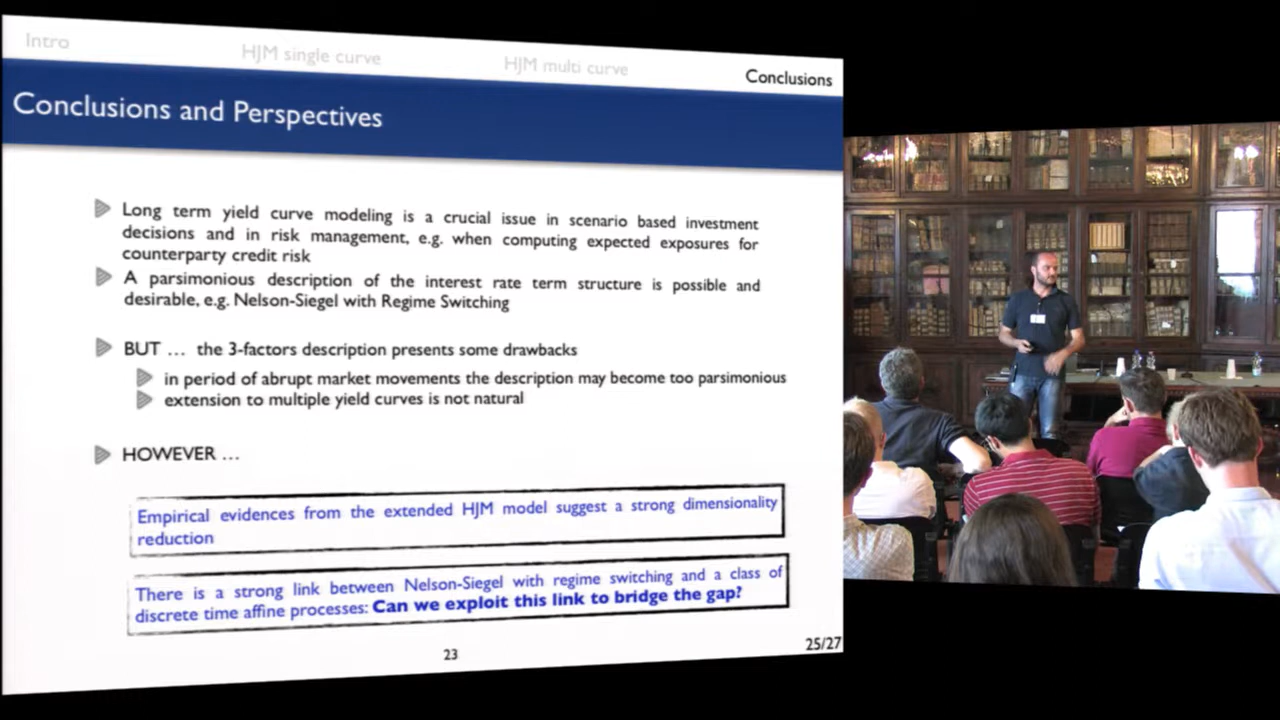 Intro HJM single curve HJM multi curve Conclusions
Conclusions and Perspectives
Long term yield curve modeling is a crucial issue in scenario based investment
decisions and in risk management, e.g. when computing expected exposures for
counterparty credit risk
A parsimonious description of the interest rate term structure is possible and
desirable, e.g. Nelson-Siegel with Regime Switching
BUT ... the 3-factors description presents some drawbacks
in period of abrupt market movements the description may become too parsimonious
extension to multiple yield curves is not natural
HOWEVER ...
Empirical evidences from the extended HJM model suggest a strong dimensionality
reduction
There is a strong link between Nelson-Siegel with regime switching and a class of
discrete time affine processes: Can we exploit this link to bridge the gap?
23
25/27